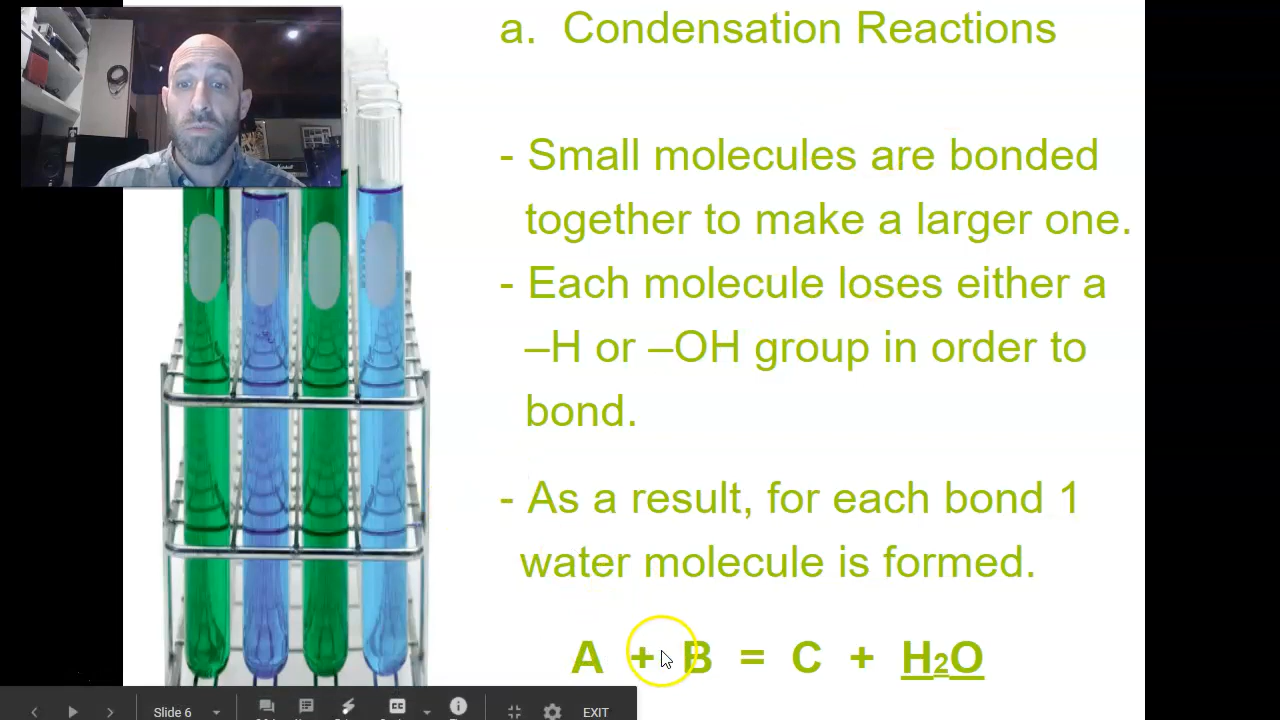 a. Condensation Reactions
- Small molecules are bonded
together to make a larger one.
- Each molecule loses either a
–H or –OH group in order to
bond.
- As a result, for each bond 1
water molecule is formed.
A + B = C + H₂O
Slide 6
EXIT